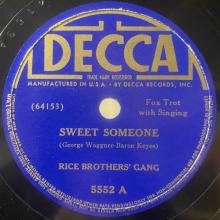 DECCA
TRADE MARK REGISTERED
MANUFACTURED IN U.S.A. BY DECCA RECORDS, INC.
(64153)
Fox Trot
with Singing
SWEET SOMEONE
(George Waggner-Baron Keyes)
RICE BROTHERS' GANG
5552 A